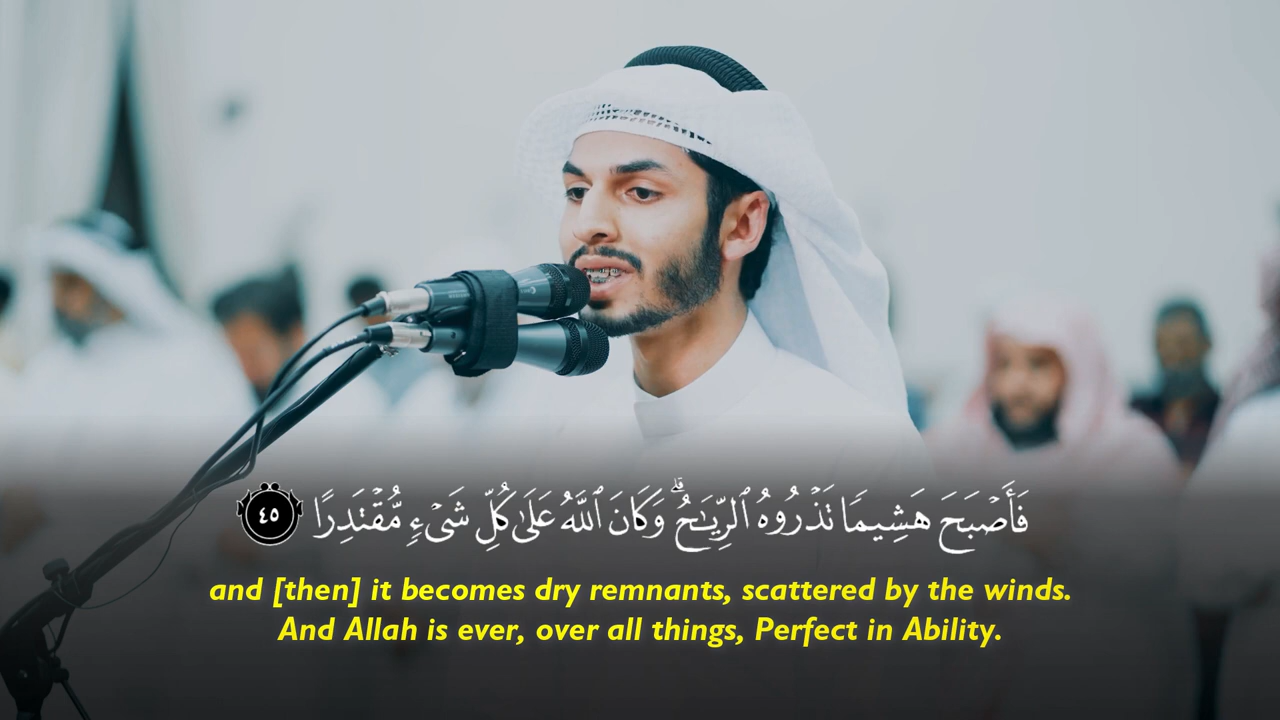 فَأَصْبَحَ هَشِيمًا تَذْرُوهُ ٱلرِّيَـٰحُ ۗ وَكَانَ ٱللَّهُ عَلَىٰ كُلِّ شَىْءٍ مُّقْتَدِرًا ٤٥
and [then] it becomes dry remnants, scattered by the winds.
And Allah is ever, over all things, Perfect in Ability.